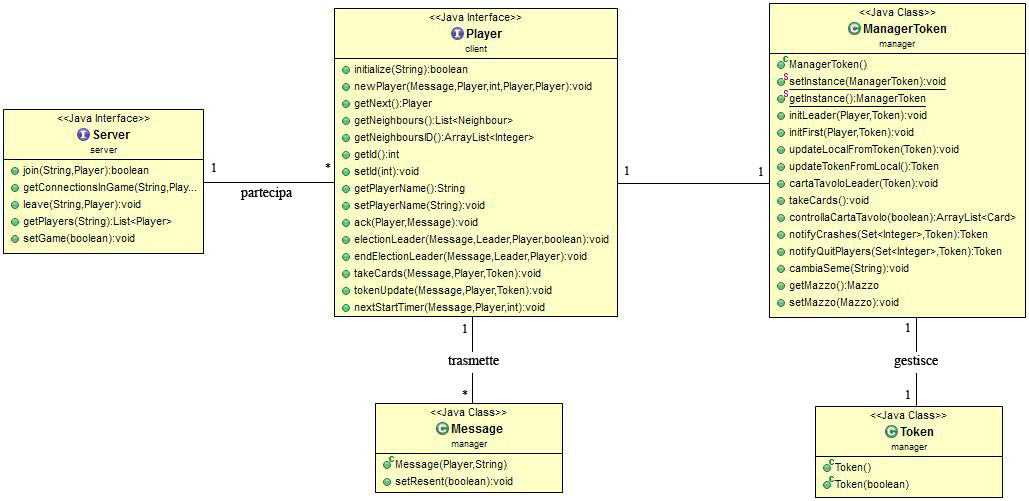 <<Java Interface>>
Server
server
join(String,Player):boolean
getConnectionsInGame(String,Play...
leave(String,Player):void
getPlayers(String):List<Player>
setGame(boolean):void
1
*
partecipa
<<Java Interface>>
Player
client
initialize(String):boolean
newPlayer(Message,Player,int,Player,Player):void
getNext():Player
getNeighbours():List<Neighbour>
getNeighboursID():ArrayList<Integer>
getId():int
setId(int):void
getPlayerName():String
setPlayerName(String):void
ack(Player,Message):void
electionLeader(Message,Leader,Player,boolean):void
endElectionLeader(Message,Leader,Player):void
takeCards(Message,Player,Token):void
tokenUpdate(Message,Player,Token):void
nextStartTimer(Message,Player,int):void
1
1
<<Java Class>>
ManagerToken
manager
ManagerToken()
setInstance(ManagerToken):void
getInstance():ManagerToken
initLeader(Player,Token):void
initFirst(Player,Token):void
updateLocalFromToken(Token):void
updateTokenFromLocal():Token
cartaTavoloLeader(Token):void
takeCards():void
controllaCartaTavolo(boolean):ArrayList<Card>
notifyCrashes(Set<Integer>,Token):Token
notifyQuitPlayers(Set<Integer>,Token):Token
cambiaSeme(String):void
getMazzo():Mazzo
setMazzo(Mazzo):void
1
trasmette
*
<<Java Class>>
Message
manager
Message(Player,String)
setResent(boolean):void
1
gestisce
1
<<Java Class>>
Token
manager
Token()
Token(boolean)